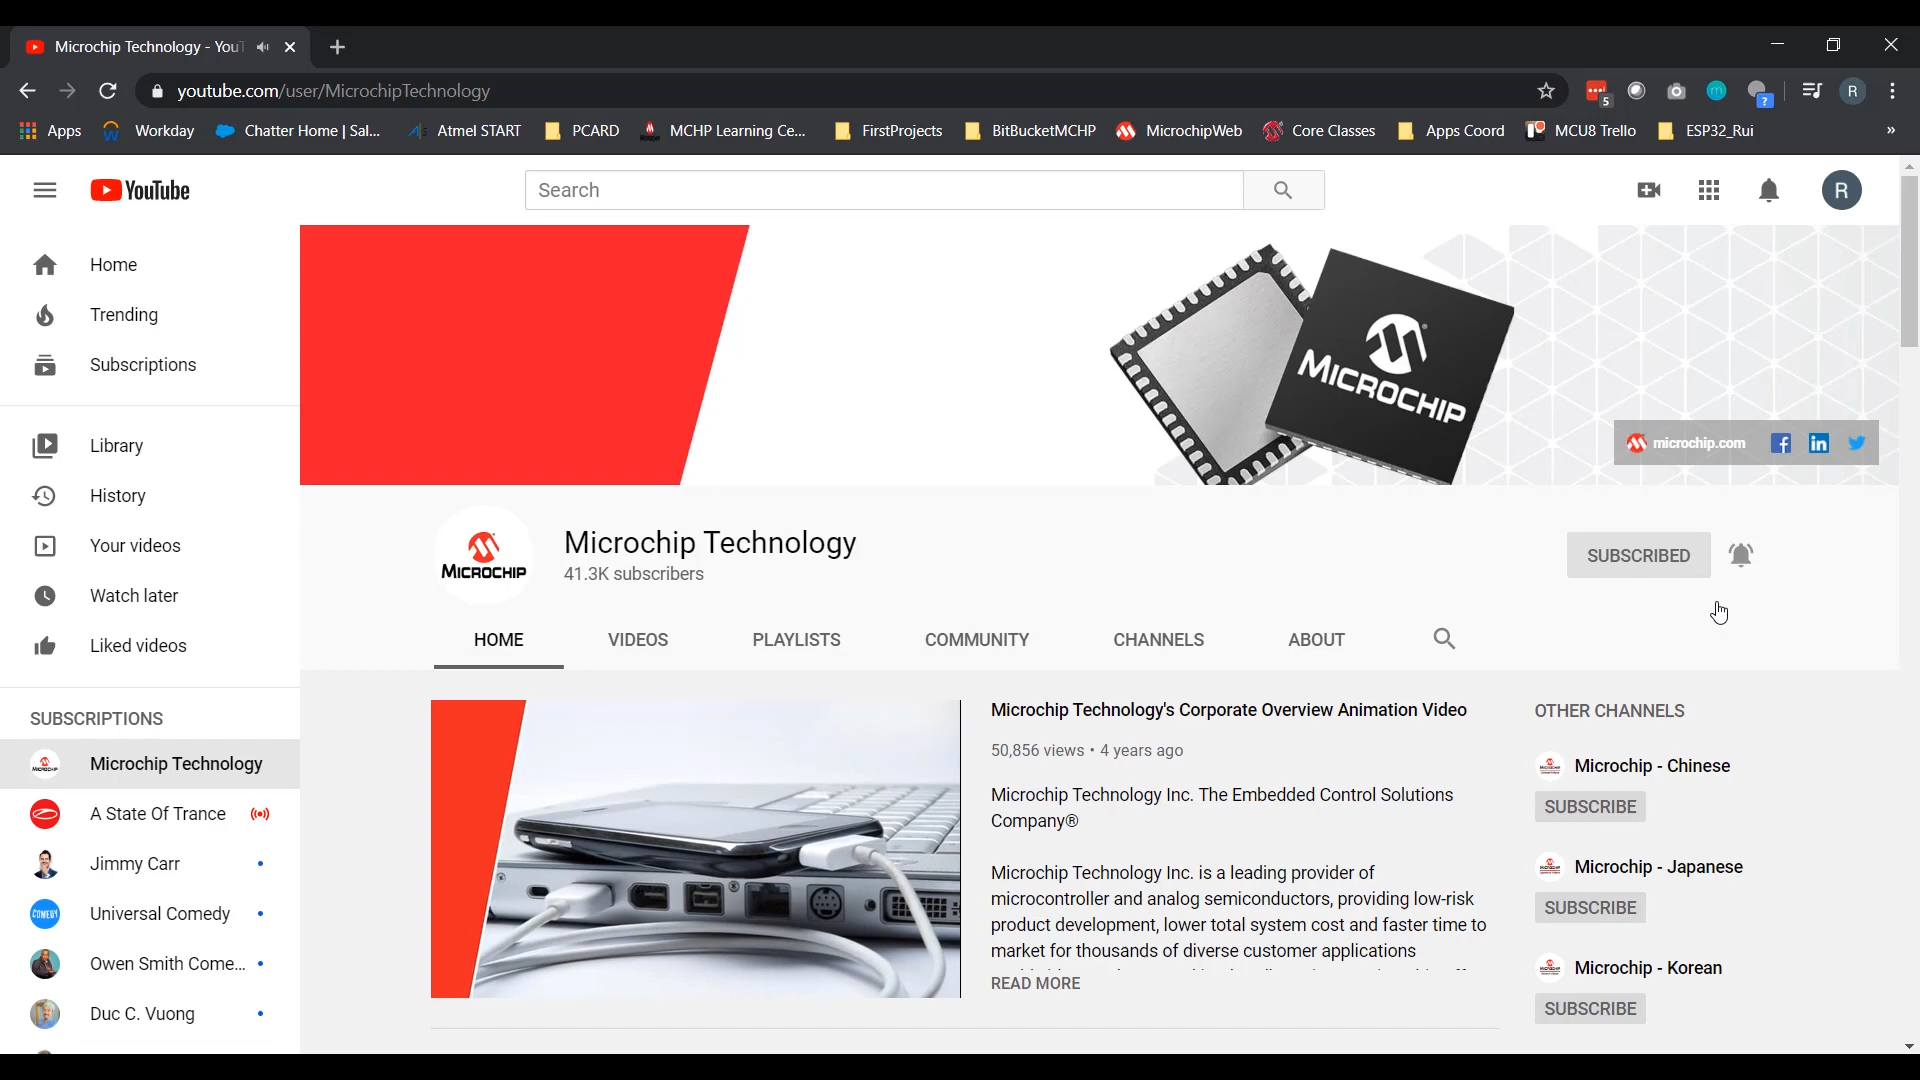 Microchip Technology - YouT
youtube.com/user/MicrochipTechnology
5
?
R
Apps
Workday
Chatter Home | Sal...
Atmel START
PCARD
MCHP Learning Ce...
FirstProjects
BitBucketMCHP
MicrochipWeb
Core Classes
Apps Coord
MCU8 Trello
ESP32_Rui
»
YouTube
Search
R
Home
Trending
Subscriptions
Library
History
Your videos
Watch later
Liked videos
SUBSCRIPTIONS
Microchip Technology
A State Of Trance
Jimmy Carr
Universal Comedy
Owen Smith Come...
Duc C. Vuong
MICROCHIP
microchip.com
MICROCHIP
Microchip Technology
41.3K subscribers
SUBSCRIBED
HOME
VIDEOS
PLAYLISTS
COMMUNITY
CHANNELS
ABOUT
Microchip Technology's Corporate Overview Animation Video
50,856 views • 4 years ago
Microchip Technology Inc. The Embedded Control Solutions
Company®
Microchip Technology Inc. is a leading provider of
microcontroller and analog semiconductors, providing low-risk
product development, lower total system cost and faster time to
market for thousands of diverse customer applications
READ MORE
OTHER CHANNELS
Microchip - Chinese
SUBSCRIBE
Microchip - Japanese
SUBSCRIBE
Microchip - Korean
SUBSCRIBE